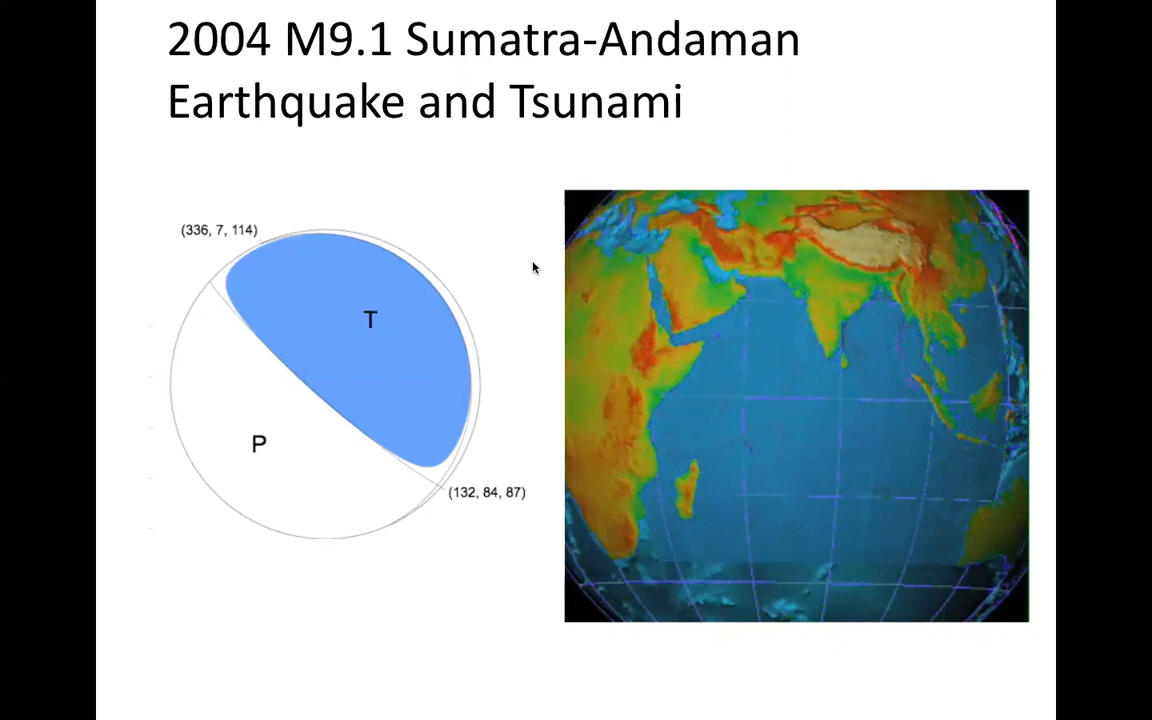 2004 M9.1 Sumatra-Andaman
Earthquake and Tsunami
(336, 7, 114)
T
P
(132, 84, 87)